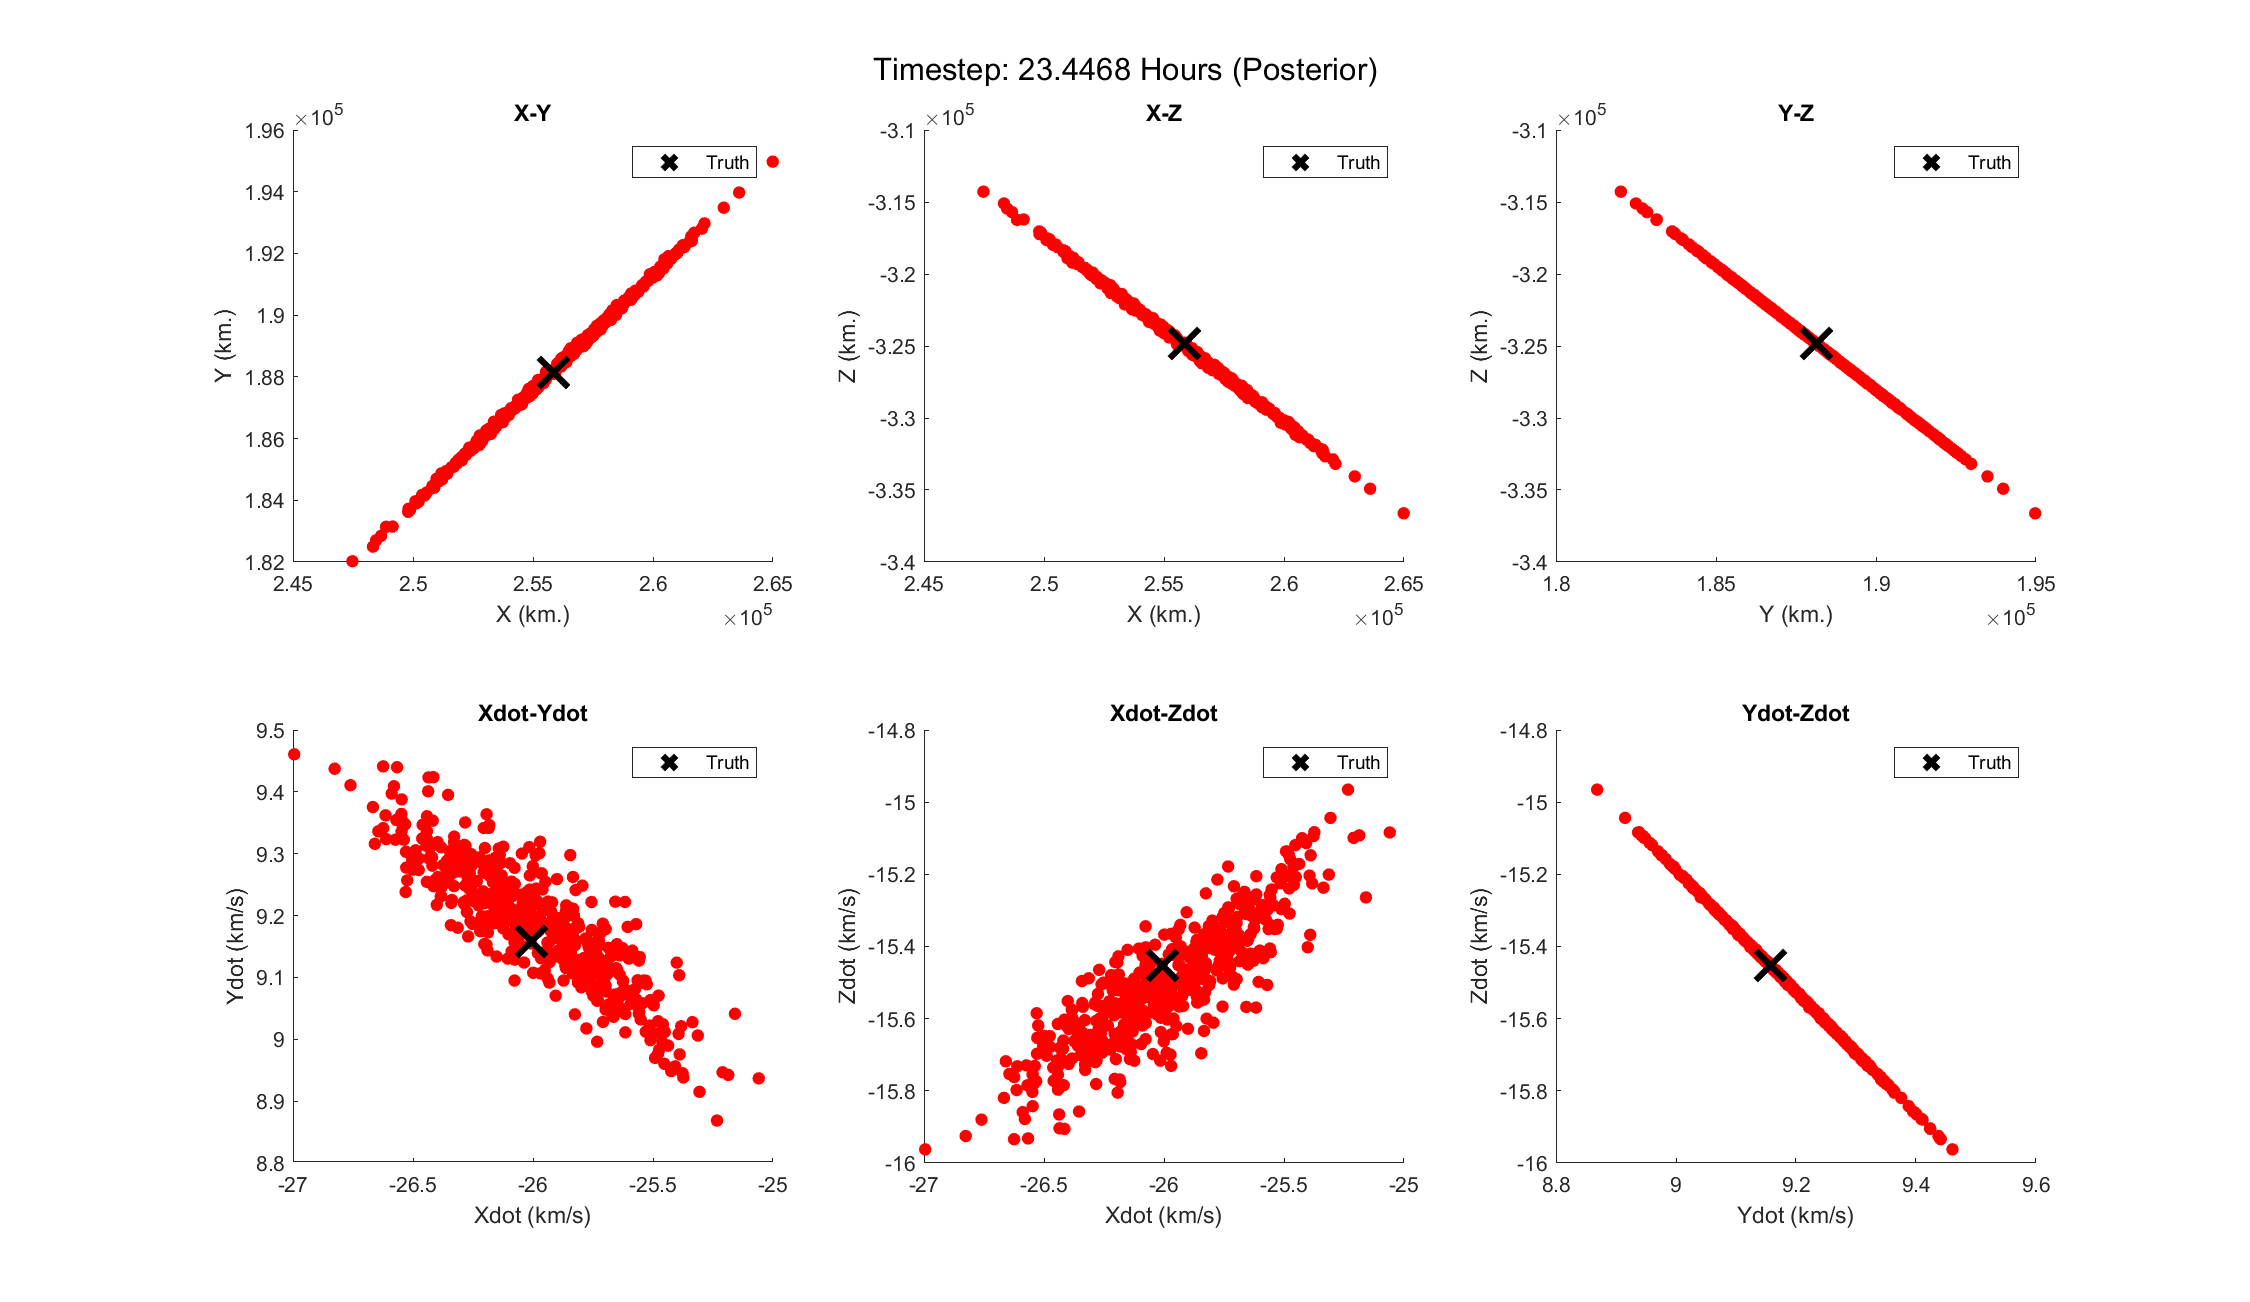 Timestep: 23.4468 Hours (Posterior)
X-Y
×10^5
1.96
1.94
1.92
1.9
1.88
1.86
1.84
1.82
Y (km.)
Truth
2.45 2.5 2.55 2.6 2.65
X (km.)
×10^5
X-Z
×10^5
-3.1
-3.15
-3.2
-3.25
-3.3
-3.35
-3.4
Z (km.)
Truth
2.45 2.5 2.55 2.6 2.65
X (km.)
×10^5
Y-Z
×10^5
-3.1
-3.15
-3.2
-3.25
-3.3
-3.35
-3.4
Z (km.)
Truth
1.8 1.85 1.9 1.95
Y (km.)
×10^5
Xdot-Ydot
9.5
9.4
9.3
9.2
9.1
9
8.9
8.8
Ydot (km/s)
Truth
-27 -26.5 -26 -25.5 -25
Xdot (km/s)
Xdot-Zdot
-14.8
-15
-15.2
-15.4
-15.6
-15.8
-16
Zdot (km/s)
Truth
-27 -26.5 -26 -25.5 -25
Xdot (km/s)
Ydot-Zdot
-14.8
-15
-15.2
-15.4
-15.6
-15.8
-16
Zdot (km/s)
Truth
8.8 9 9.2 9.4 9.6
Ydot (km/s)